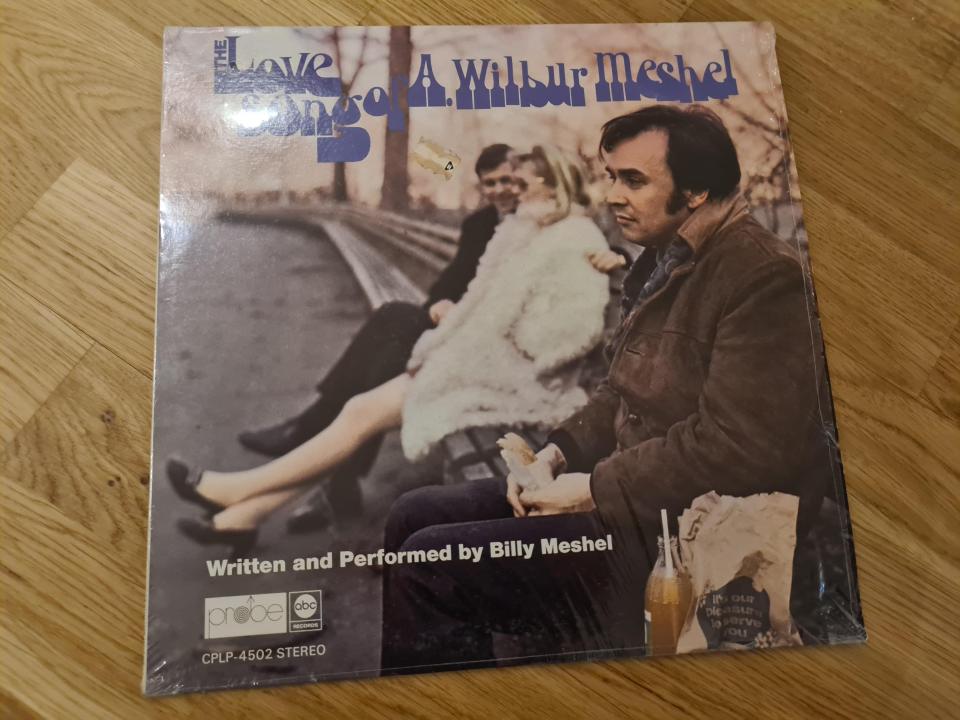 THE
Love
Song of A. Wilbur Meshel
Written and Performed by Billy Meshel
probe
abc
RECORDS
CPLP-4502 STEREO
it's our
pleasure
to serve
you